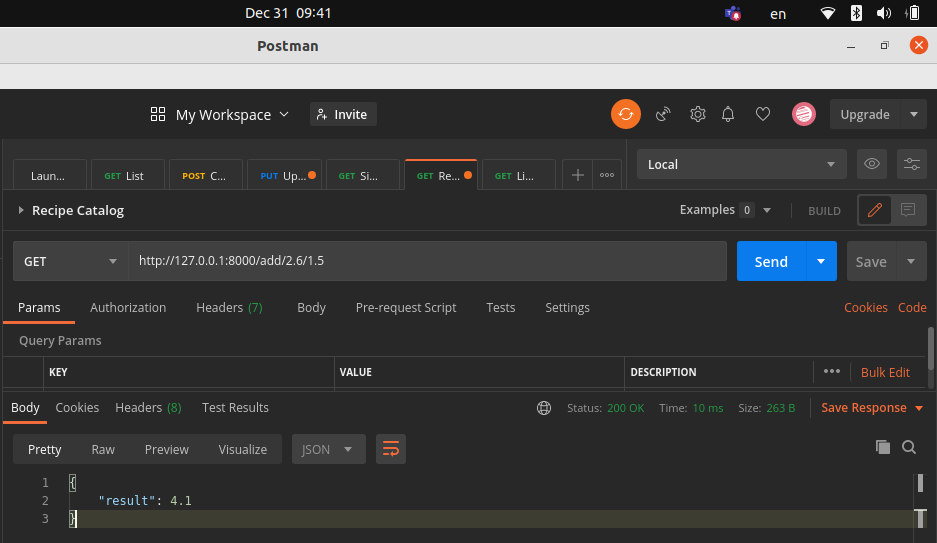 Dec 31 09:41
en
Postman
My Workspace
Invite
Upgrade
Laun...
GET List
POST C...
PUT Up...
GET Si...
GET Re...
GET Li...
Local
Recipe Catalog
Examples 0
BUILD
GET
http://127.0.0.1:8000/add/2.6/1.5
Send
Save
Params Authorization Headers (7) Body Pre-request Script Tests Settings
Cookies Code
Query Params
KEY VALUE DESCRIPTION
Bulk Edit
Body Cookies Headers (8) Test Results
Status: 200 OK Time: 10 ms Size: 263 B
Save Response
Pretty Raw Preview Visualize JSON
1 {
2 "result": 4.1
3 }